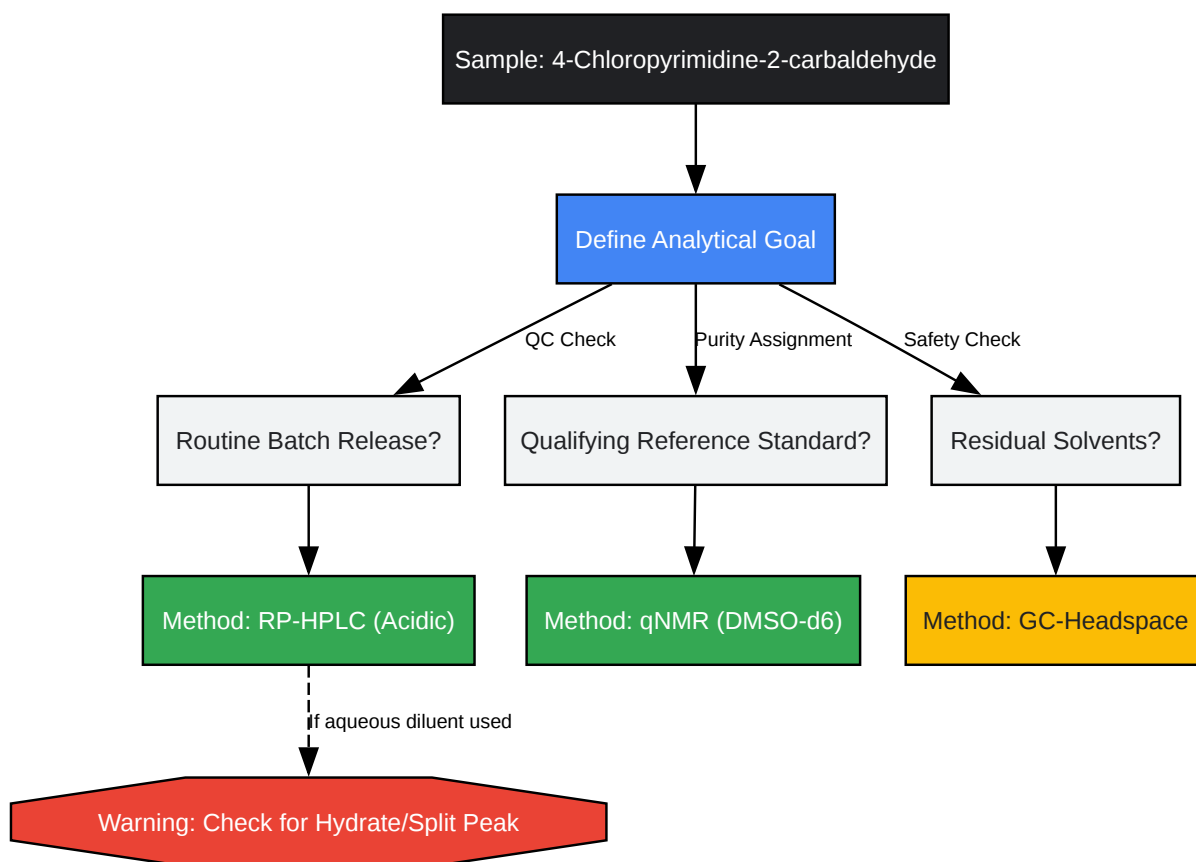 Sample: 4-Chloropyrimidine-2-carbaldehyde
Define Analytical Goal
QC Check
Purity Assignment
Safety Check
Routine Batch Release?
Qualifying Reference Standard?
Residual Solvents?
Method: RP-HPLC (Acidic)
Method: qNMR (DMSO-d6)
Method: GC-Headspace
If aqueous diluent used
Warning: Check for Hydrate/Split Peak